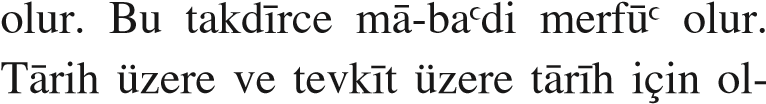 olur. Bu takdīrce mā-baᶜdi merfūᶜ olur.
Tārih üzere ve tevkīt üzere tārīh için ol-